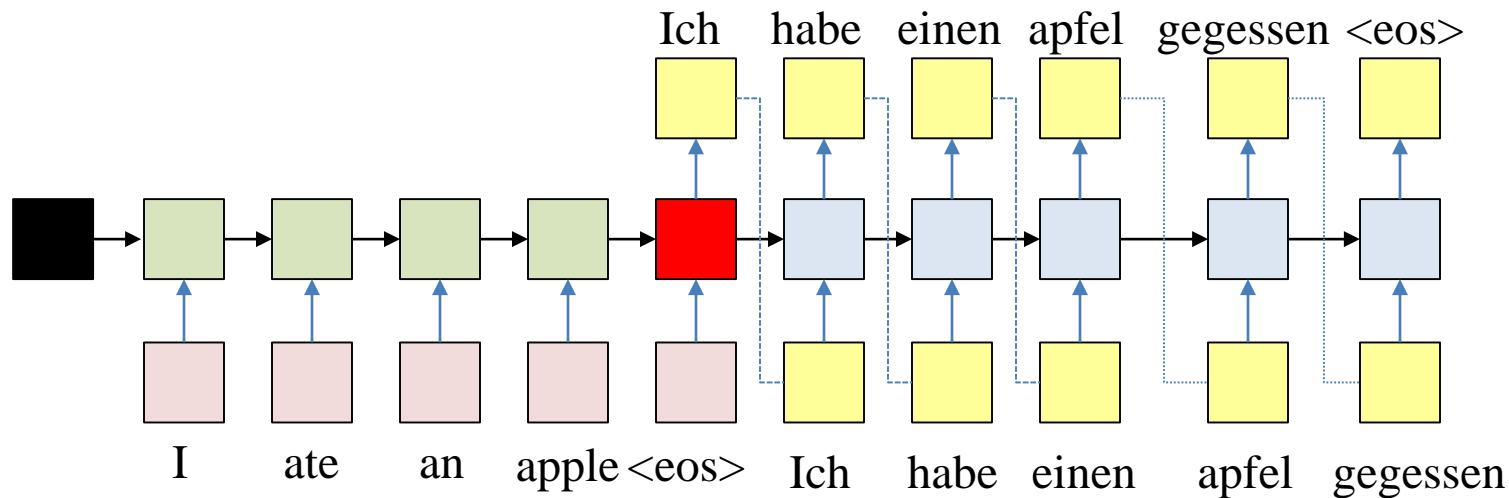 Ich habe einen apfel gegessen <eos>
I ate an apple <eos> Ich habe einen apfel gegessen